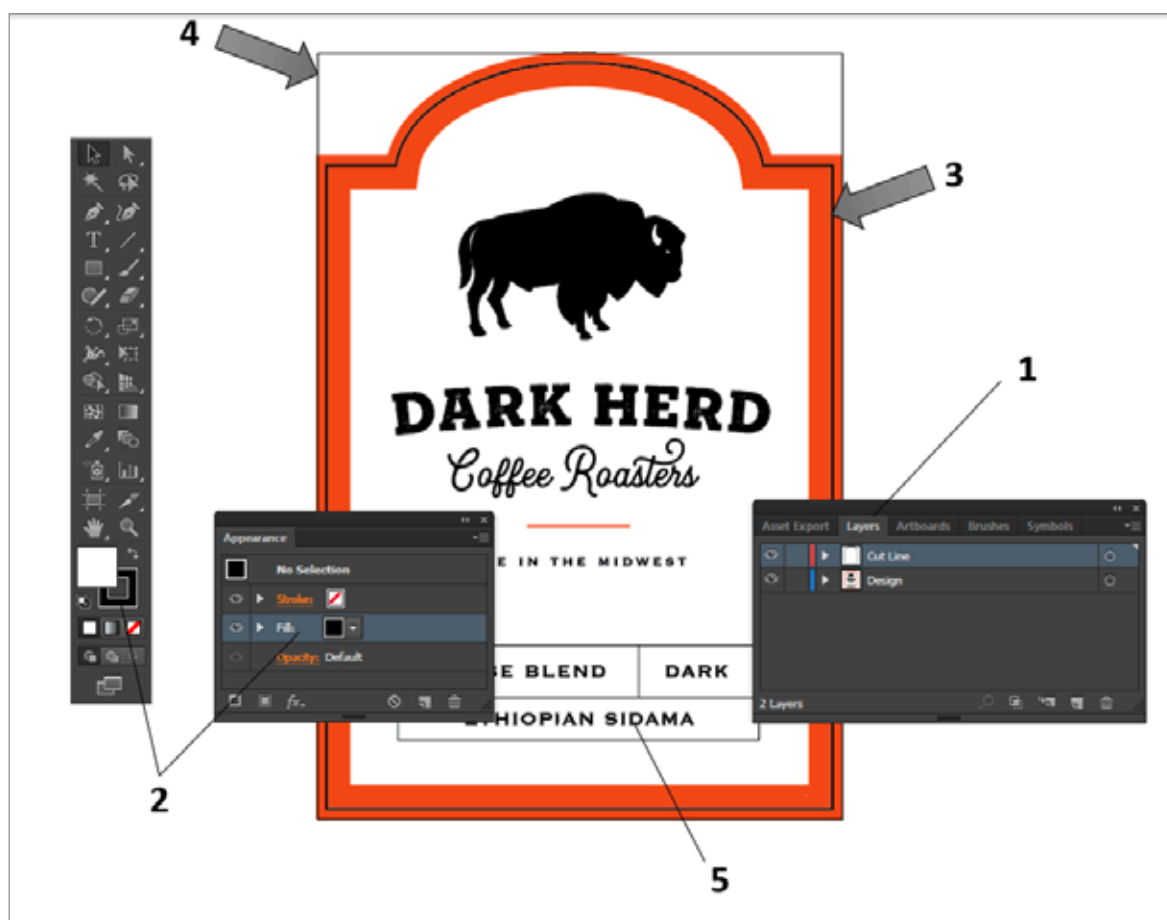 4
3
DARK HERD
Coffee Roasters
1
Asset Export Layers Artboards Brushes Symbols
Cut Line
Design
2 Layers
Appearance
No Selection
Stroke:
Fill:
Opacity: Default
E IN THE MIDWEST
SE BLEND
DARK
ETHIOPIAN SIDAMA
2
5
T
fx